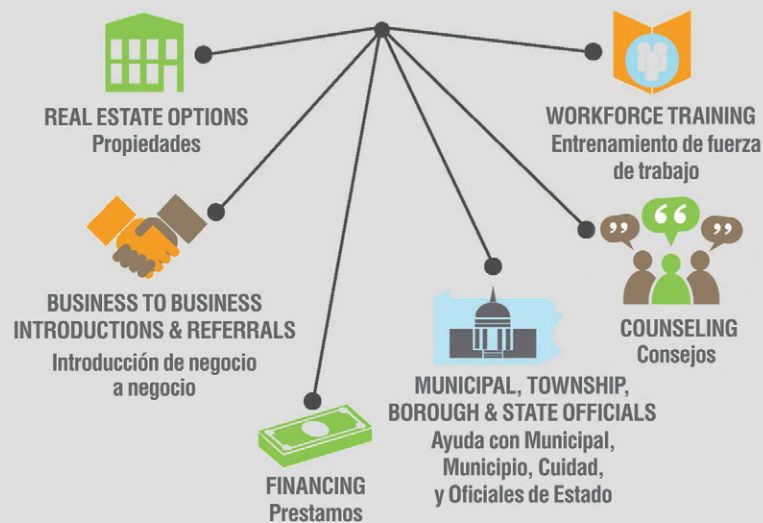 REAL ESTATE OPTIONS
Propiedades
WORKFORCE TRAINING
Entrenamiento de fuerza
de trabajo
BUSINESS TO BUSINESS
INTRODUCTIONS & REFERRALS
Introducción de negocio
a negocio
COUNSELING
Consejos
MUNICIPAL, TOWNSHIP,
BOROUGH & STATE OFFICIALS
Ayuda con Municipal,
Municipio, Cuidad,
y Oficiales de Estado
FINANCING
Prestamos